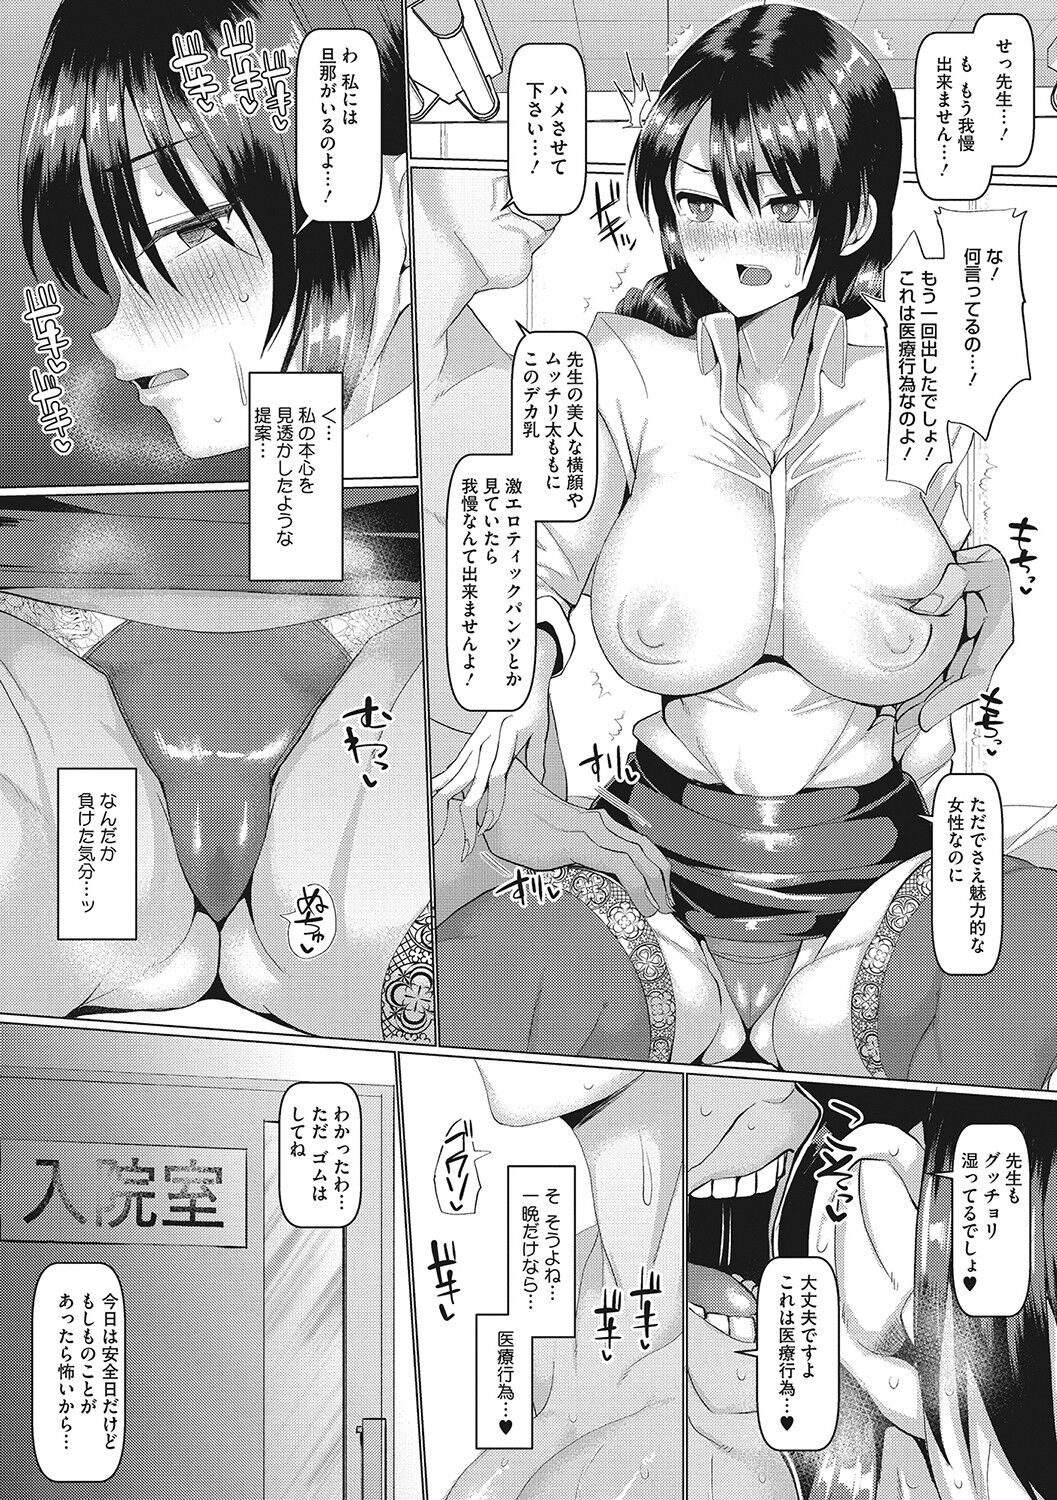 せっ先生…!
も もう我慢
出来ません…!
な!
何言ってるの…!
もう一回出したでしょ
これは医療行為なのよ!
ハメさせて
下さい…!
わ 私には
旦那がいるのよ…!
ドキ
ドキ
ドキ
ドキ
ドキ
先生の美人な横顔や
ムッチリ太ももに
このデカ乳
激エロティックパンツとか
見ていたら
我慢なんて出来ませんよ!
もちっ
もちっ
ただでさえ魅力的な
女性なのに
すりっ
すり
すり
く…
私の本心を
見透かしたような
提案…
むわっ
なんだか
負けた気分…ッ
ぬちゅ
先生も
グッチョリ
湿ってるでしょ♥
大丈夫ですよ
これは医療行為…♥
ゴクリ
ドキ
ドキ
そ そうよね…
一晩だけなら…
医療行為…♥
わかったわ…
ただ ゴムは
してね
入院室
今日は安全日だけど
もしものことが
あったら怖いから…